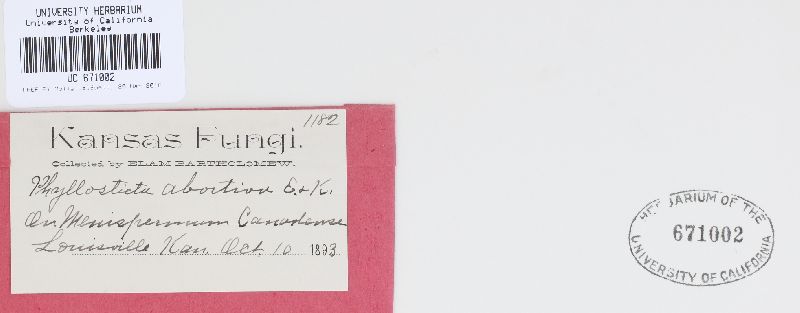 UNIVERSITY HERBARIUM
University of California
Berkeley
UC 671002
1182
Kansas Fungi.
Collected by ELAM BARTHOLOMEW.
Phyllosticta abortiva E. & K.
On Menispermum Canadense
Louisville Kan. Oct. 10 1893
HERBARIUM OF THE
671002
UNIVERSITY OF CALIFORNIA